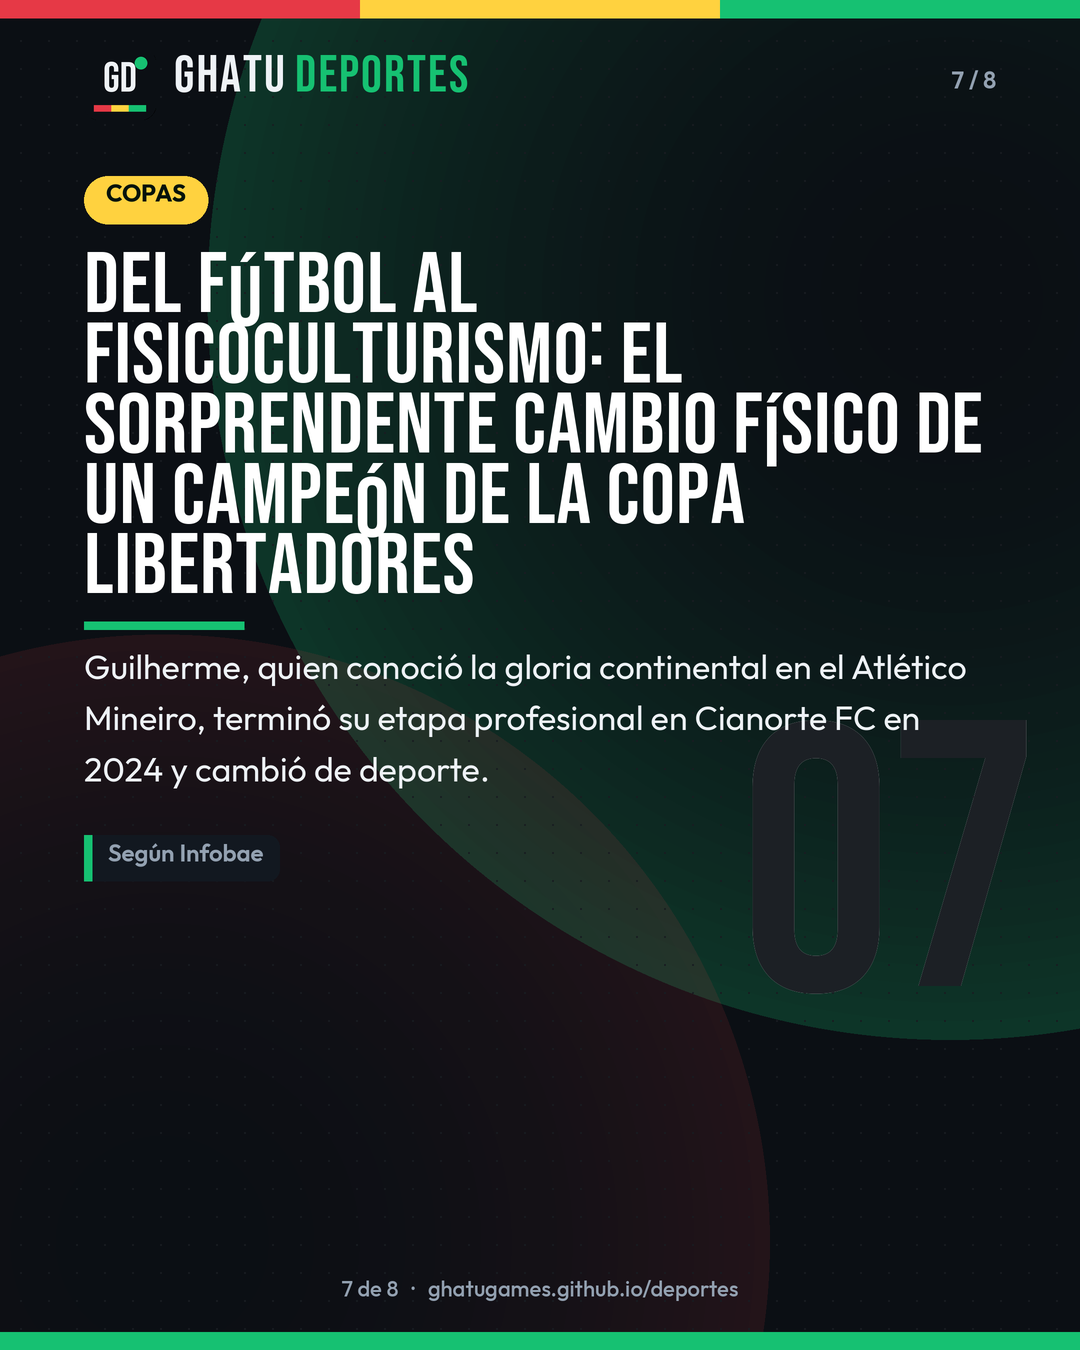 GD GHATU DEPORTES
7 / 8
COPAS
DEL FÚTBOL AL
FISICOCULTURISMO: EL
SORPRENDENTE CAMBIO FÍSICO DE
UN CAMPEÓN DE LA COPA
LIBERTADORES
Guilherme, quien conoció la gloria continental en el Atlético
Mineiro, terminó su etapa profesional en Cianorte FC en
2024 y cambió de deporte.
07
Según Infobae
7 de 8 · ghatugames.github.io/deportes